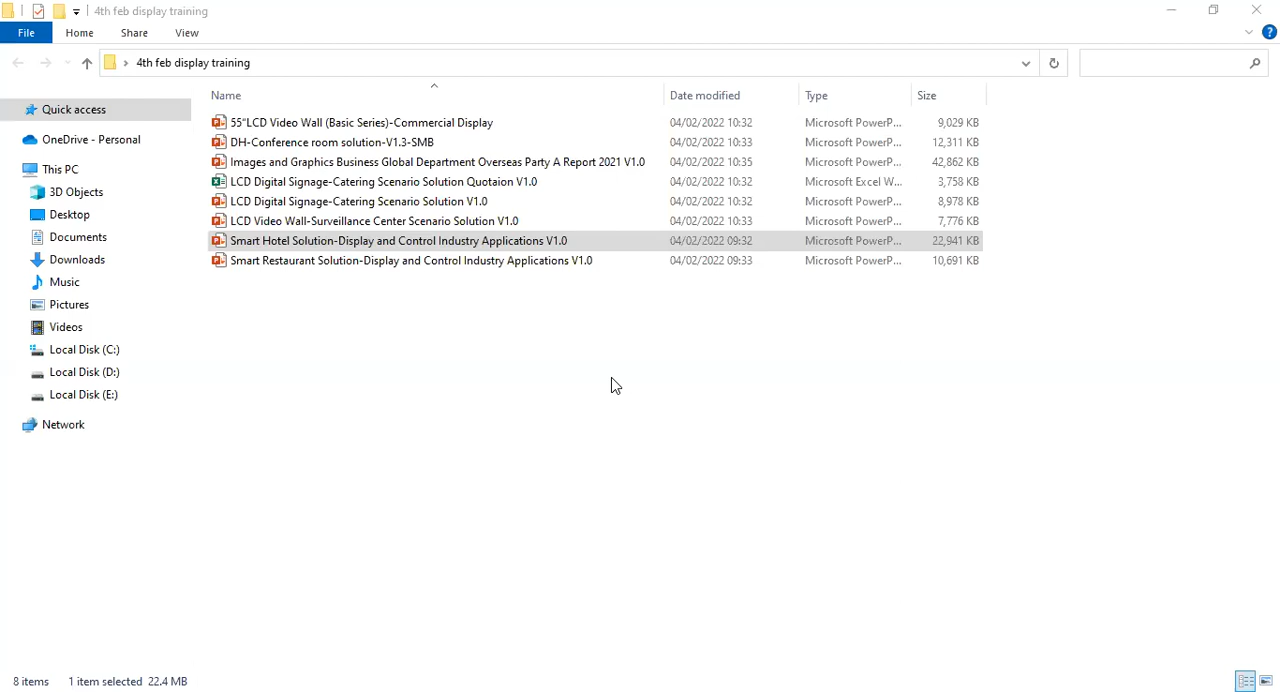 4th feb display training
File Home Share View
4th feb display training
Name Date modified Type Size
Quick access
OneDrive - Personal
This PC
3D Objects
Desktop
Documents
Downloads
Music
Pictures
Videos
Local Disk (C:)
Local Disk (D:)
Local Disk (E:)
Network
55"LCD Video Wall (Basic Series)-Commercial Display 04/02/2022 10:32 Microsoft PowerP... 9,029 KB
DH-Conference room solution-V1.3-SMB 04/02/2022 10:33 Microsoft PowerP... 12,311 KB
Images and Graphics Business Global Department Overseas Party A Report 2021 V1.0 04/02/2022 10:35 Microsoft PowerP... 42,862 KB
LCD Digital Signage-Catering Scenario Solution Quotaion V1.0 04/02/2022 10:32 Microsoft Excel W... 3,758 KB
LCD Digital Signage-Catering Scenario Solution V1.0 04/02/2022 10:32 Microsoft PowerP... 8,978 KB
LCD Video Wall-Surveillance Center Scenario Solution V1.0 04/02/2022 10:33 Microsoft PowerP... 7,776 KB
Smart Hotel Solution-Display and Control Industry Applications V1.0 04/02/2022 09:32 Microsoft PowerP... 22,941 KB
Smart Restaurant Solution-Display and Control Industry Applications V1.0 04/02/2022 09:33 Microsoft PowerP... 10,691 KB
8 items 1 item selected 22.4 MB